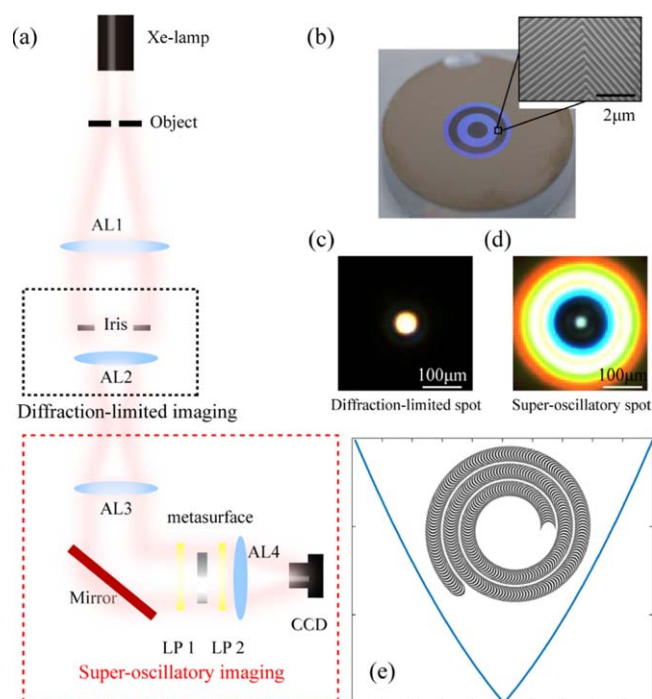 (a)
Xe-lamp
Object
AL1
Iris
AL2
Diffraction-limited imaging
AL3
metasurface
AL4
Mirror
CCD
LP 1
LP 2
Super-oscillatory imaging
(b)
2μm
(c)
100μm
Diffraction-limited spot
(d)
100μm
Super-oscillatory spot
(e)